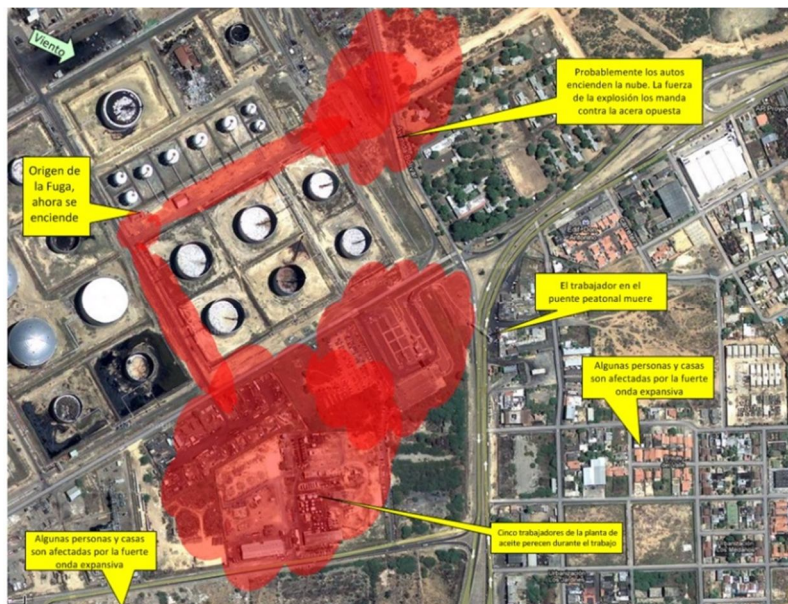 Viento
Probablemente los autos
encienden la nube. La fuerza
de la explosión los manda
contra la acera opuesta
Origen de
la Fuga,
ahora se
enciende
El trabajador en el
puente peatonal muere
Algunas personas y casas
son afectadas por la fuerte
onda expansiva
Cinco trabajadores de la planta de
aceite perecen durante el trabajo
Algunas personas y casas
son afectadas por la fuerte
onda expansiva